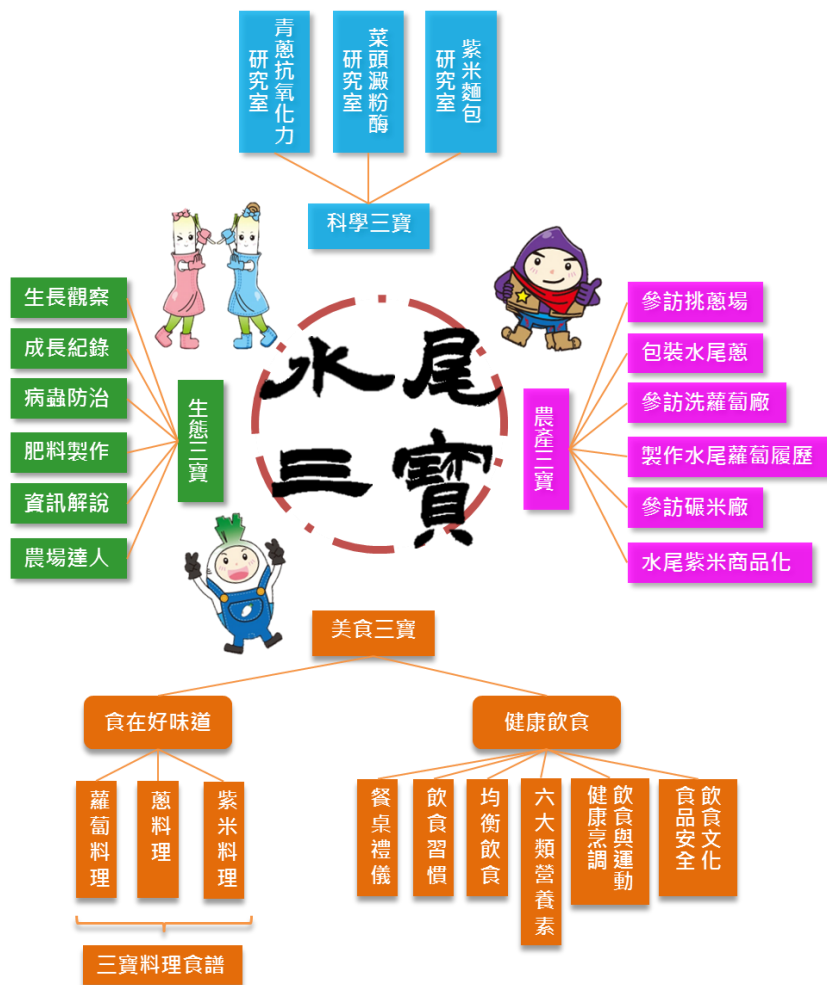 青蔥抗氧化力
研究室
菜頭澱粉酶
研究室
紫米麵包
研究室
科學三寶
生長觀察
成長紀錄
病蟲防治
肥料製作
資訊解說
農場達人
生態三寶
水尾
三寶
農產三寶
參訪挑蔥場
包裝水尾蔥
參訪洗蘿蔔廠
製作水尾蘿蔔履歷
參訪碾米廠
水尾紫米商品化
美食三寶
食在好味道
健康飲食
蘿蔔料理
蔥料理
紫米料理
三寶料理食譜
餐桌禮儀
飲食習慣
均衡飲食
六大類營養素
飲食與運動
健康烹調
飲食文化
食品安全